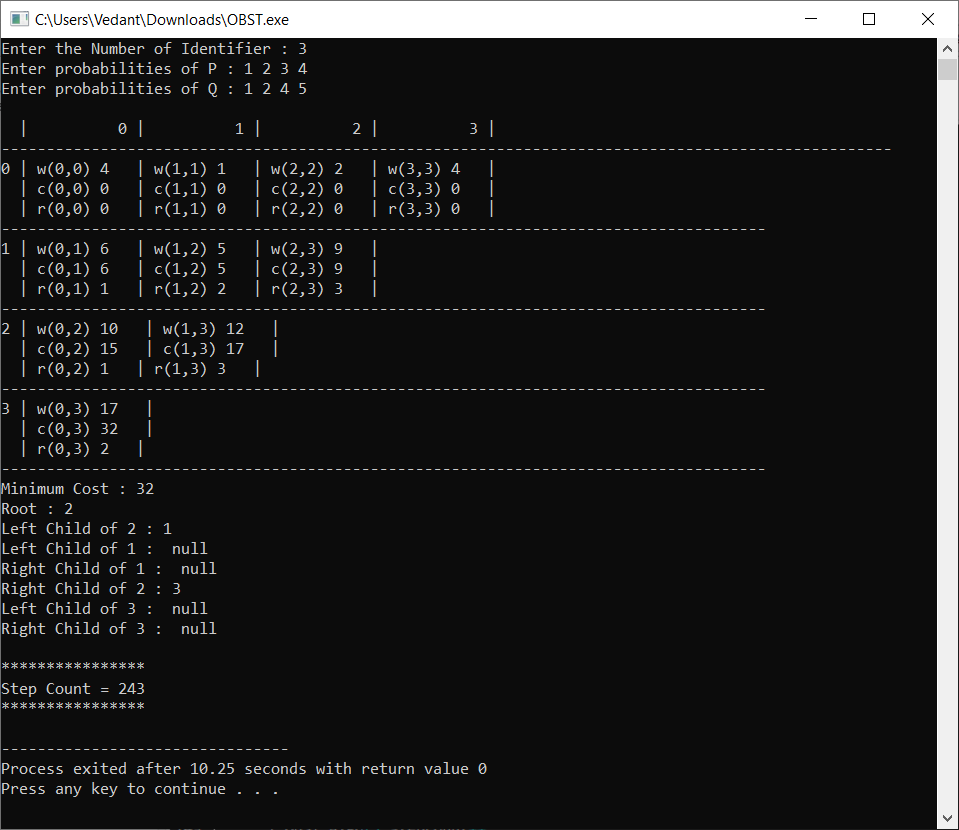 C:\Users\Vedant\Downloads\OBST.exe
Enter the Number of Identifier : 3
Enter probabilities of P : 1 2 3 4
Enter probabilities of Q : 1 2 4 5
  |          0 |          1 |          2 |          3 |
---------------------------------------------------------------------------------------------------
0 | w(0,0) 4   | w(1,1) 1   | w(2,2) 2   | w(3,3) 4   |
  | c(0,0) 0   | c(1,1) 0   | c(2,2) 0   | c(3,3) 0   |
  | r(0,0) 0   | r(1,1) 0   | r(2,2) 0   | r(3,3) 0   |
-------------------------------------------------------------------------------------
1 | w(0,1) 6   | w(1,2) 5   | w(2,3) 9   |
  | c(0,1) 6   | c(1,2) 5   | c(2,3) 9   |
  | r(0,1) 1   | r(1,2) 2   | r(2,3) 3   |
-------------------------------------------------------------------------------------
2 | w(0,2) 10   | w(1,3) 12   |
  | c(0,2) 15   | c(1,3) 17   |
  | r(0,2) 1   | r(1,3) 3   |
-------------------------------------------------------------------------------------
3 | w(0,3) 17   |
  | c(0,3) 32   |
  | r(0,3) 2   |
-------------------------------------------------------------------------------------
Minimum Cost : 32
Root : 2
Left Child of 2 : 1
Left Child of 1 :  null
Right Child of 1 :  null
Right Child of 2 : 3
Left Child of 3 :  null
Right Child of 3 :  null
****************
Step Count = 243
****************
--------------------------------
Process exited after 10.25 seconds with return value 0
Press any key to continue . . .